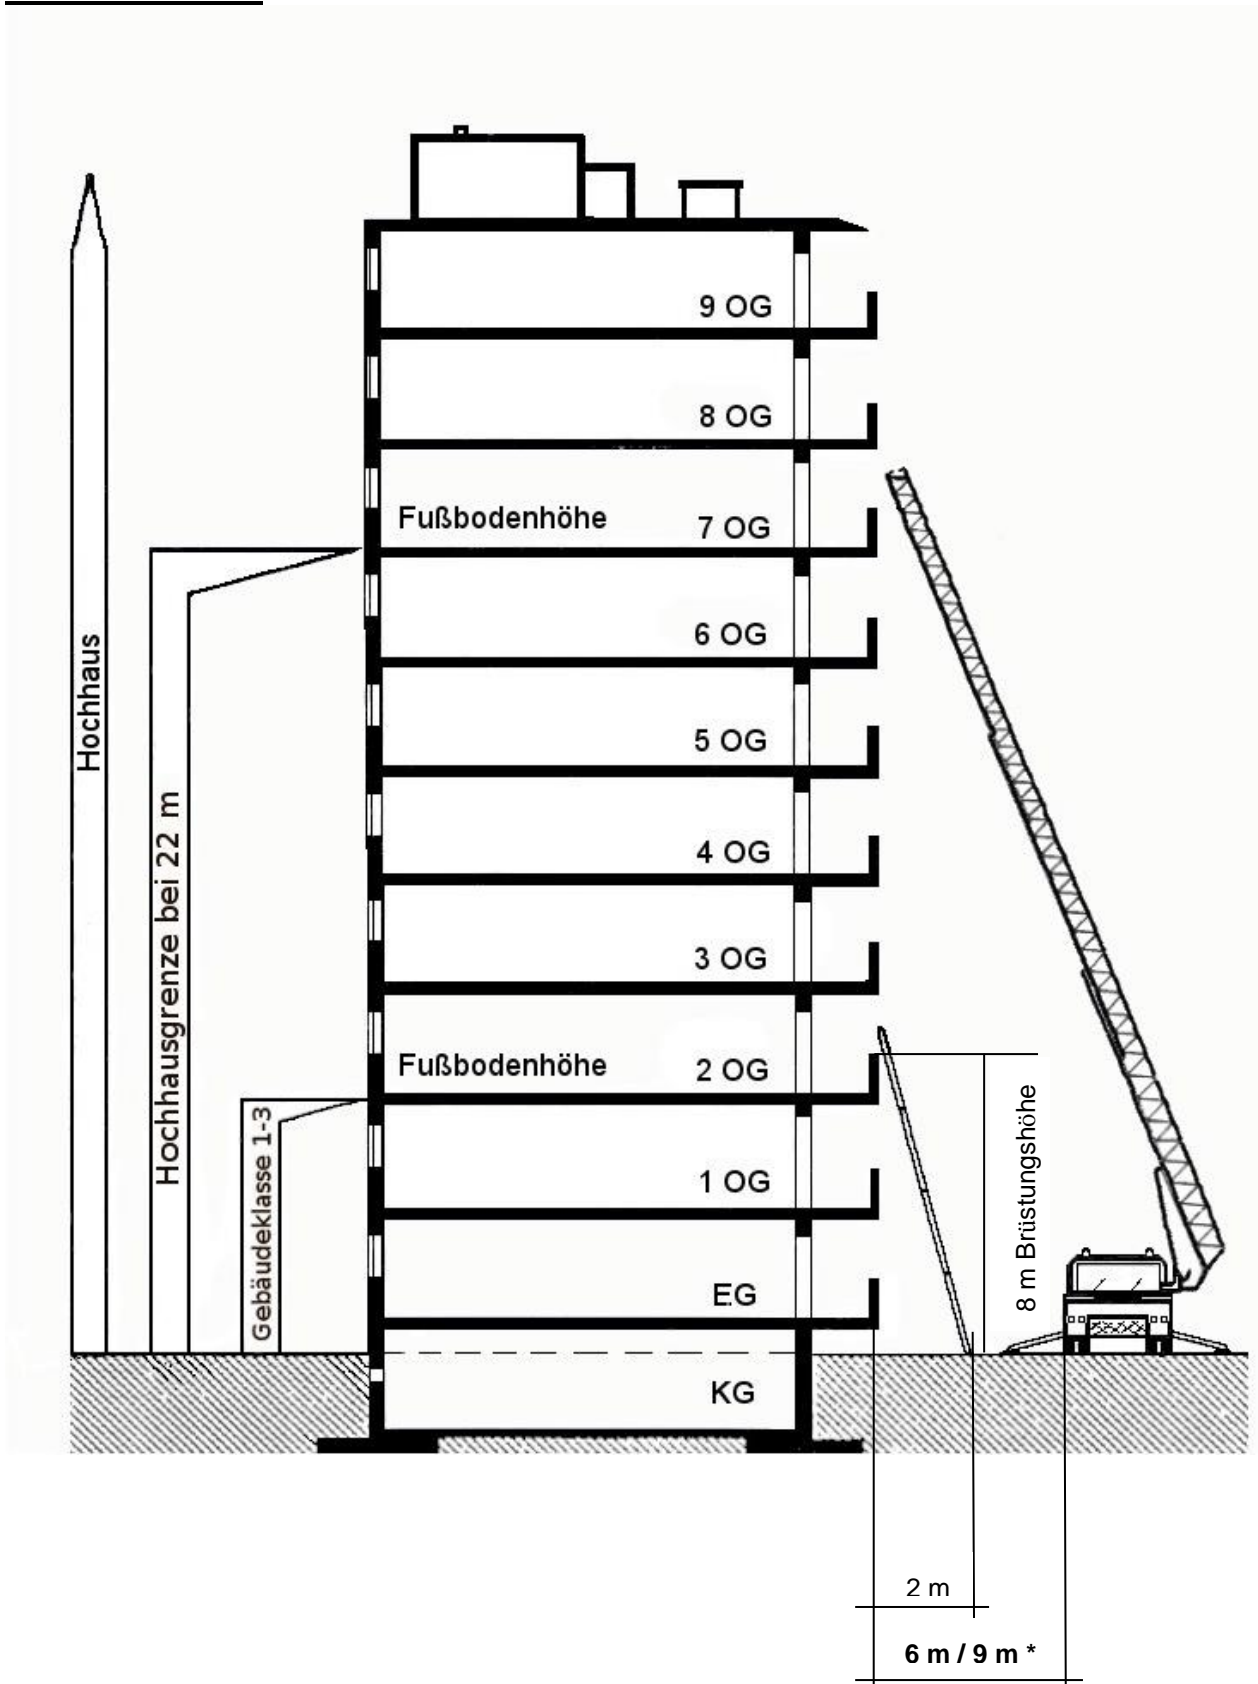 9 OG
8 OG
Fußbodenhöhe 7 OG
6 OG
5 OG
4 OG
3 OG
Fußbodenhöhe 2 OG
1 OG
EG
KG
Hochhaus
Hochhausgrenze bei 22 m
Gebäudeklasse 1-3
8 m Brüstungshöhe
2 m
6 m / 9 m *